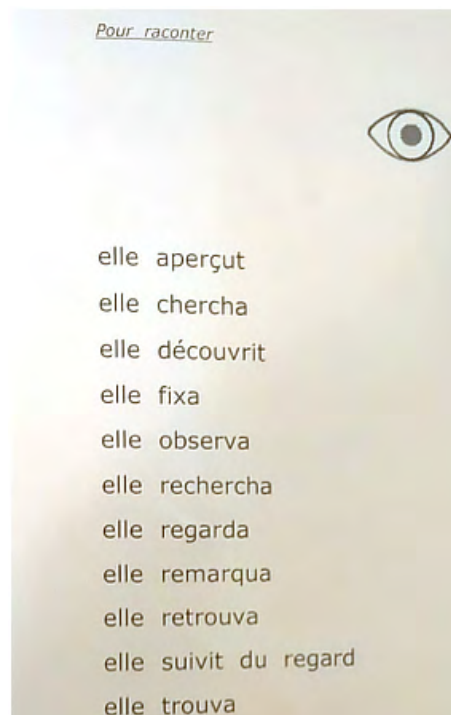 Pour raconter
elle aperçut
elle chercha
elle découvrit
elle fixa
elle observa
elle rechercha
elle regarda
elle remarqua
elle retrouva
elle suivit du regard
elle trouva